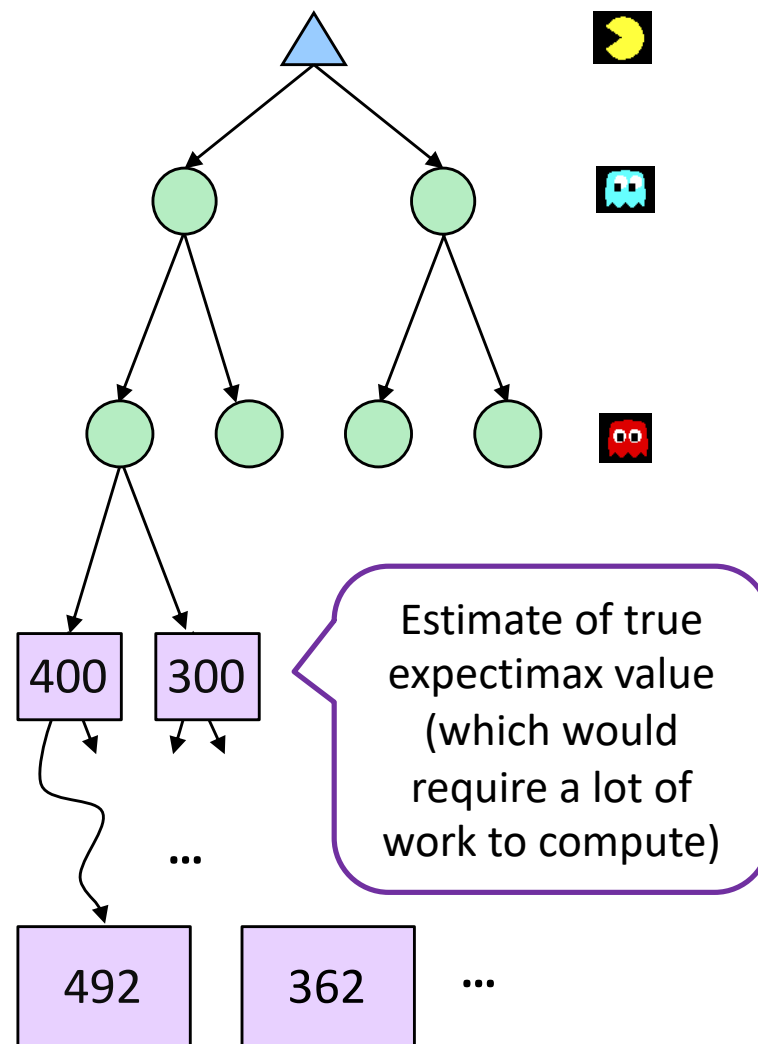 400 300
Estimate of true
expectimax value
(which would
require a lot of
work to compute)
...
492 362 ...